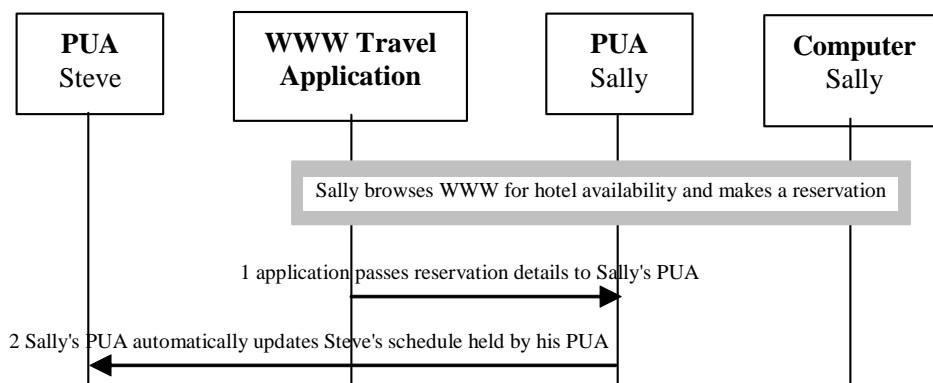 PUA
Steve
WWW Travel
Application
PUA
Sally
Computer
Sally
Sally browses WWW for hotel availability and makes a reservation
1 application passes reservation details to Sally's PUA
2 Sally's PUA automatically updates Steve's schedule held by his PUA